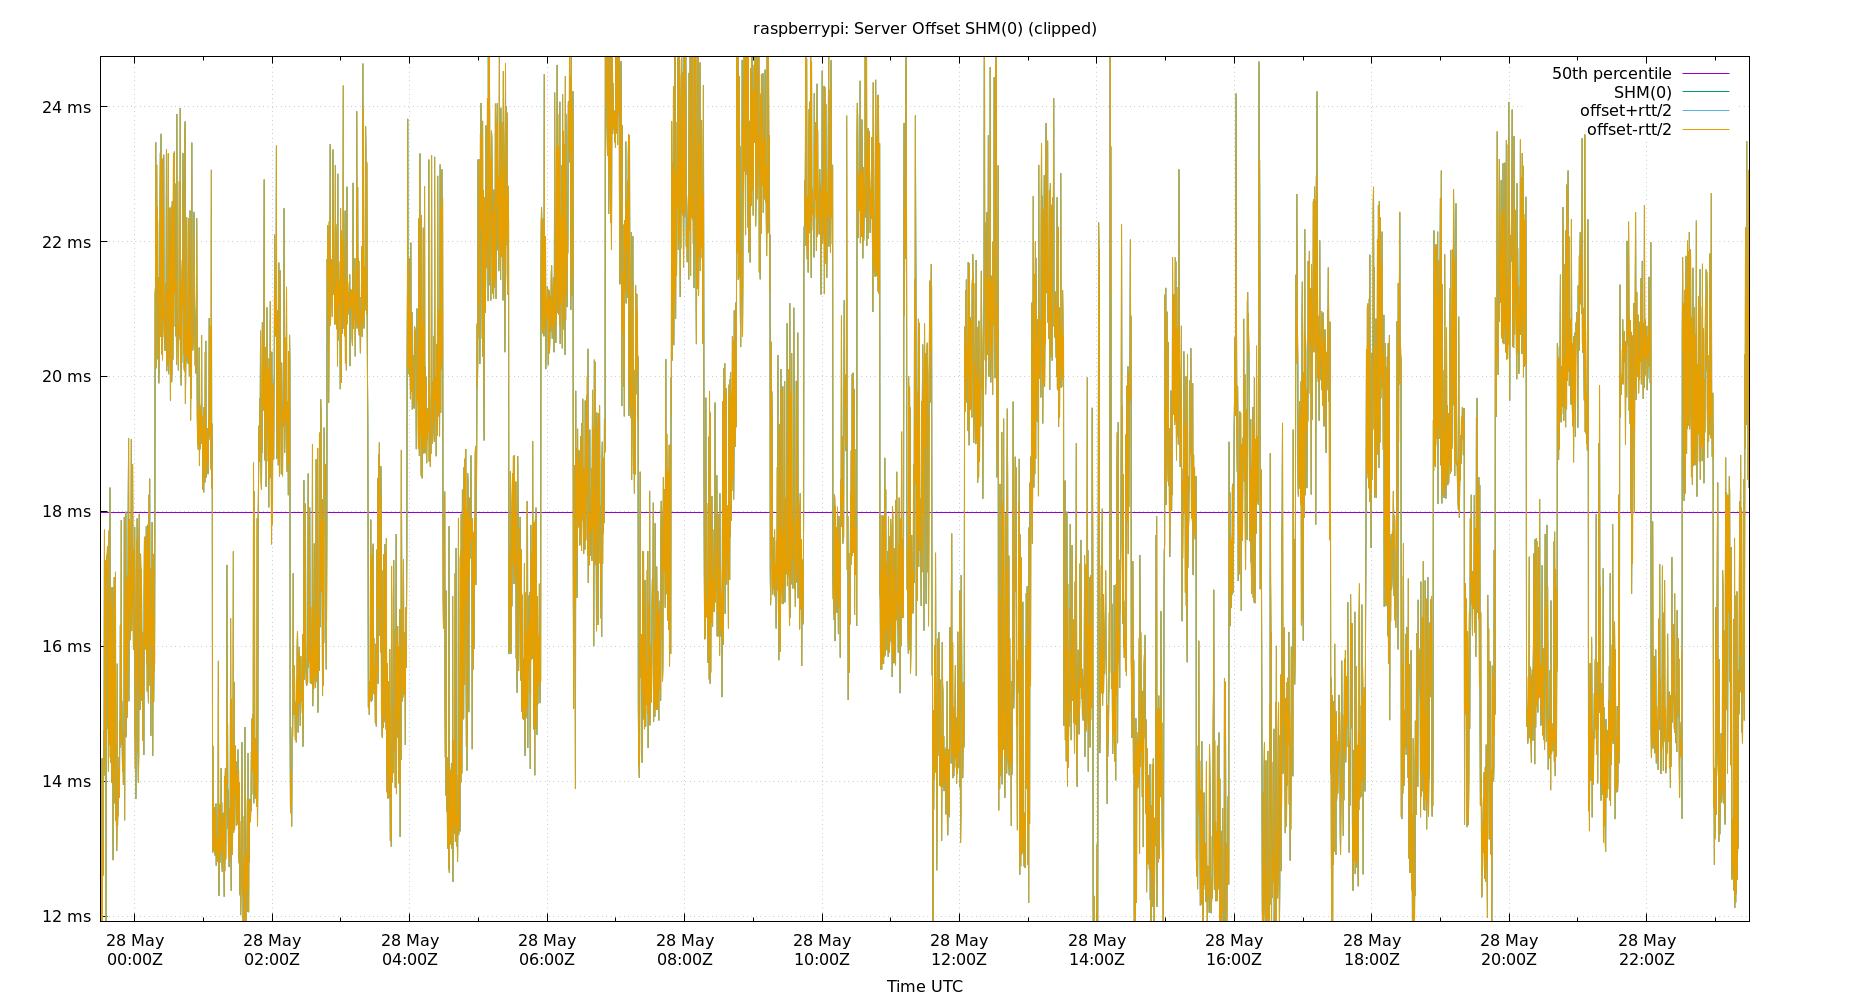 raspberrypi: Server Offset SHM(0) (clipped)
50th percentile
SHM(0)
offset+rtt/2
offset-rtt/2
24 ms
22 ms
20 ms
18 ms
16 ms
14 ms
12 ms
28 May 28 May 28 May 28 May 28 May 28 May 28 May 28 May 28 May 28 May 28 May 28 May
00:00Z 02:00Z 04:00Z 06:00Z 08:00Z 10:00Z 12:00Z 14:00Z 16:00Z 18:00Z 20:00Z 22:00Z
Time UTC